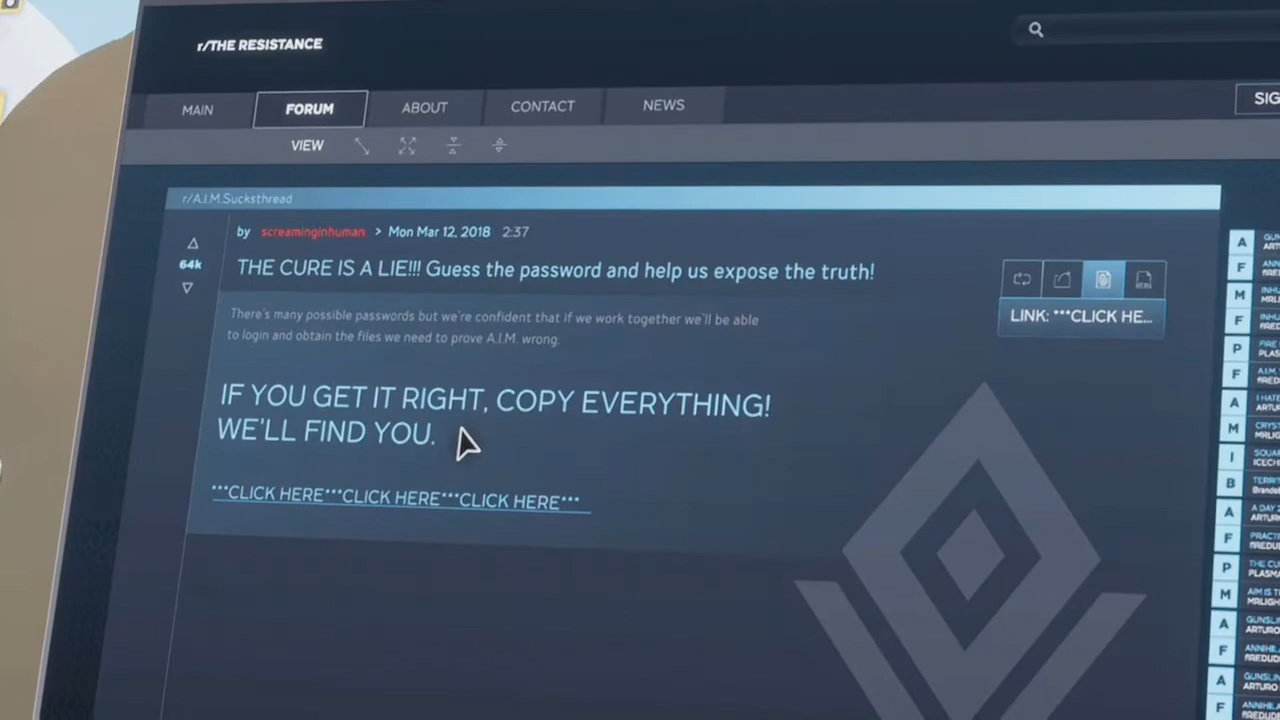 r/THE RESISTANCE
MAIN FORUM ABOUT CONTACT NEWS
SIG
VIEW
r/A.I.M.Sucksthread
by screaminginhuman > Mon Mar 12, 2018 2:37
64k
THE CURE IS A LIE!!! Guess the password and help us expose the truth!
There's many possible passwords but we're confident that if we work together we'll be able
to login and obtain the files we need to prove A.I.M. wrong.
LINK: ***CLICK HE...
IF YOU GET IT RIGHT, COPY EVERYTHING!
WE'LL FIND YOU.
***CLICK HERE***CLICK HERE***CLICK HERE***
A
F
M
F
P
F
A
M
I
B
A
F
P
M
A
F
A
F